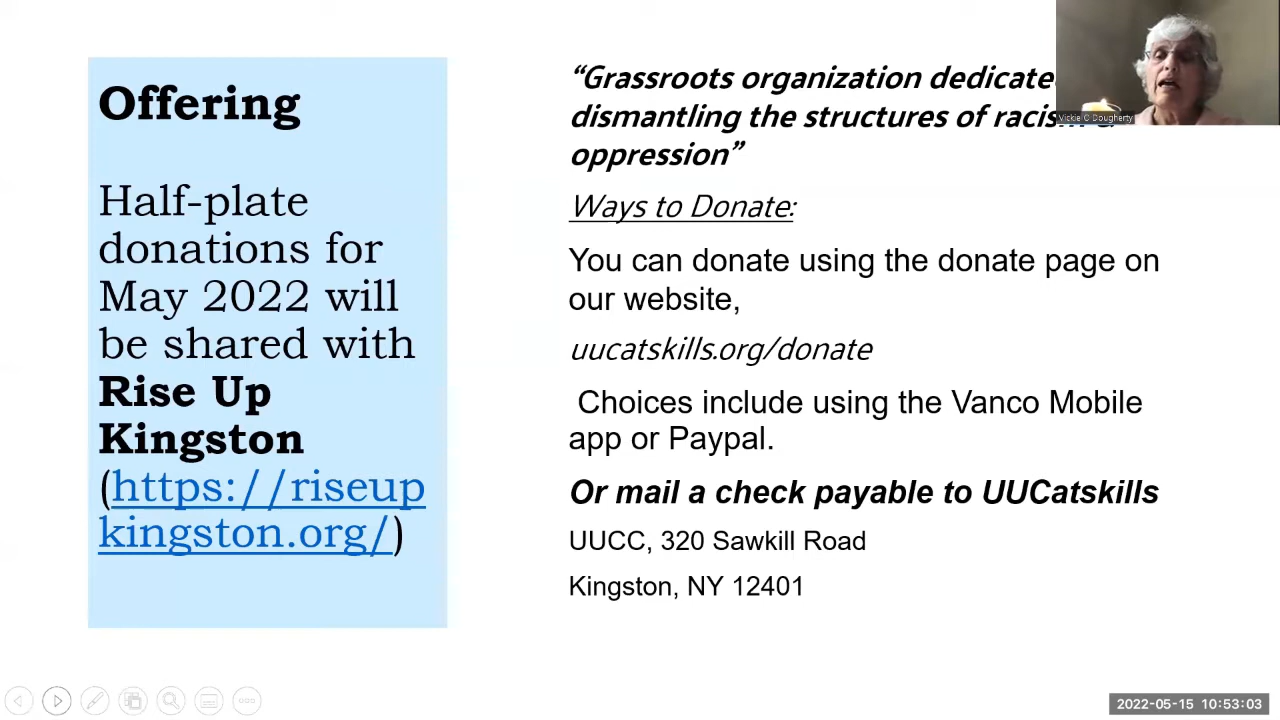 Offering
Half-plate
donations for
May 2022 will
be shared with
Rise Up
Kingston
(https://riseup
kingston.org/)
“Grassroots organization dedicate
dismantling the structures of racism &
oppression”
Ways to Donate:
You can donate using the donate page on
our website,
uucatskills.org/donate
Choices include using the Vanco Mobile
app or Paypal.
Or mail a check payable to UUCatskills
UUCC, 320 Sawkill Road
Kingston, NY 12401
Vickie C Dougherty
2022-05-15 10:53:03